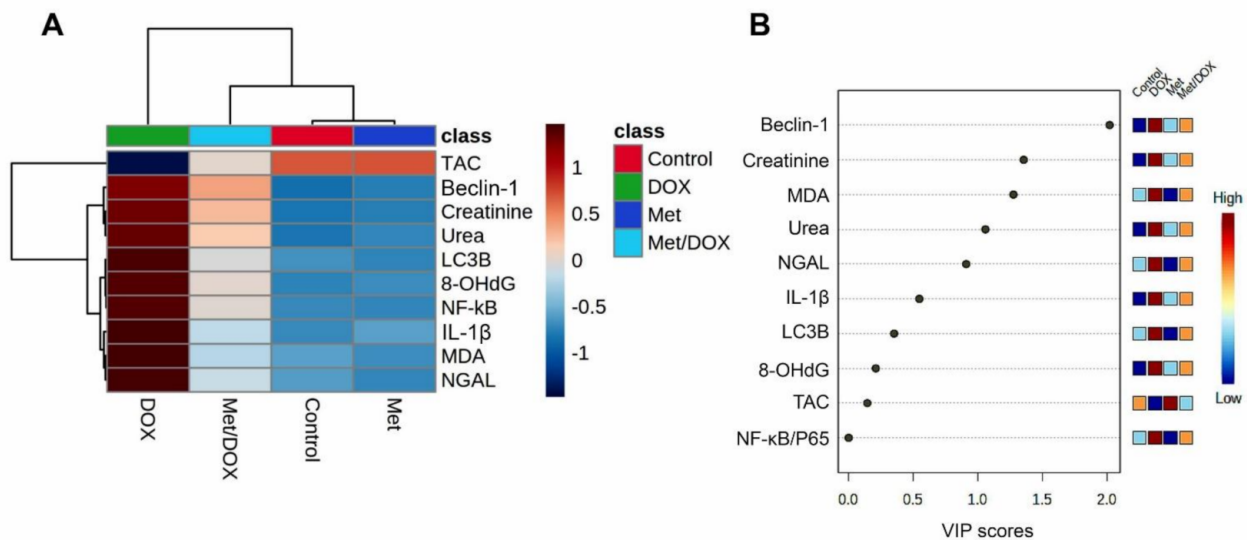 A
class
TAC
Beclin-1
Creatinine
Urea
LC3B
8-OHdG
NF-kB
IL-1β
MDA
NGAL
DOX
Met/DOX
Control
Met
1
0.5
0
-0.5
-1
class
Control
DOX
Met
Met/DOX
B
Control
DOX
Met
Met/DOX
Beclin-1
Creatinine
MDA
Urea
NGAL
IL-1β
LC3B
8-OHdG
TAC
NF-κB/P65
High
Low
0.0 0.5 1.0 1.5 2.0
VIP scores